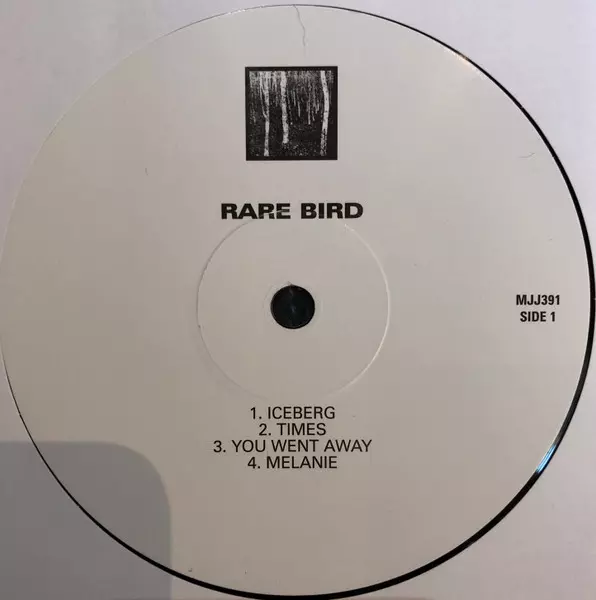 RARE BIRD
MJJ391
SIDE 1
1. ICEBERG
2. TIMES
3. YOU WENT AWAY
4. MELANIE